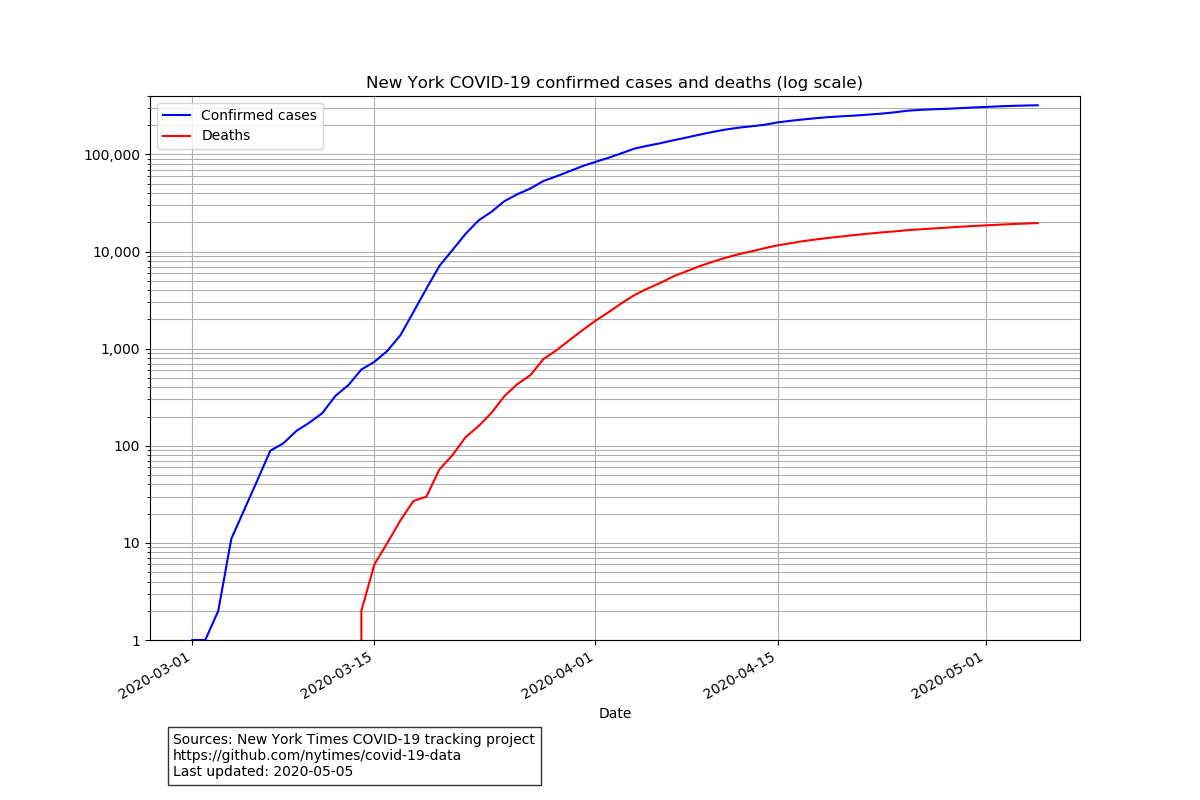 New York COVID-19 confirmed cases and deaths (log scale)
Confirmed cases
Deaths
100,000
10,000
1,000
100
10
1
2020-03-01
2020-03-15
2020-04-01
2020-04-15
2020-05-01
Date
Sources: New York Times COVID-19 tracking project
https://github.com/nytimes/covid-19-data
Last updated: 2020-05-05